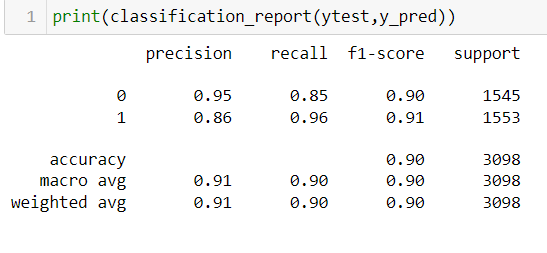 1 print(classification_report(ytest,y_pred))
precision recall f1-score support
0 0.95 0.85 0.90 1545
1 0.86 0.96 0.91 1553
accuracy 0.90 3098
macro avg 0.91 0.90 0.90 3098
weighted avg 0.91 0.90 0.90 3098